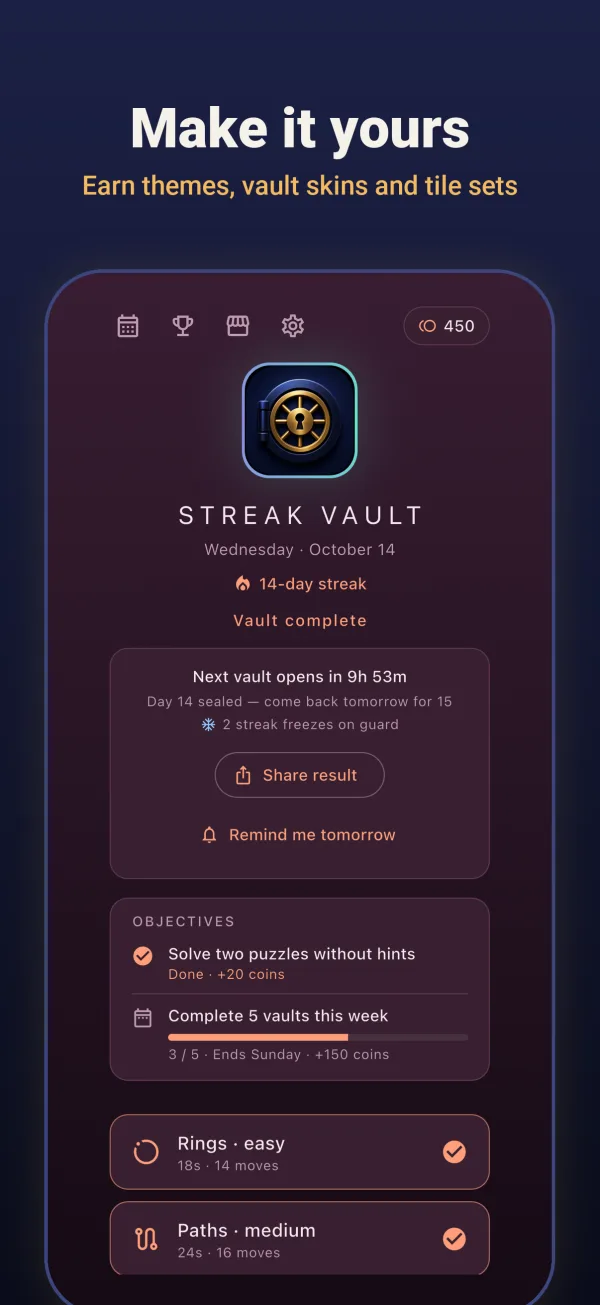 Make it yours
Earn themes, vault skins and tile sets
450
STREAK VAULT
Wednesday · October 14
14-day streak
Vault complete
Next vault opens in 9h 53m
Day 14 sealed — come back tomorrow for 15
2 streak freezes on guard
Share result
Remind me tomorrow
OBJECTIVES
Solve two puzzles without hints
Done · +20 coins
Complete 5 vaults this week
3 / 5 · Ends Sunday · +150 coins
Rings · easy
18s · 14 moves
Paths · medium
24s · 16 moves